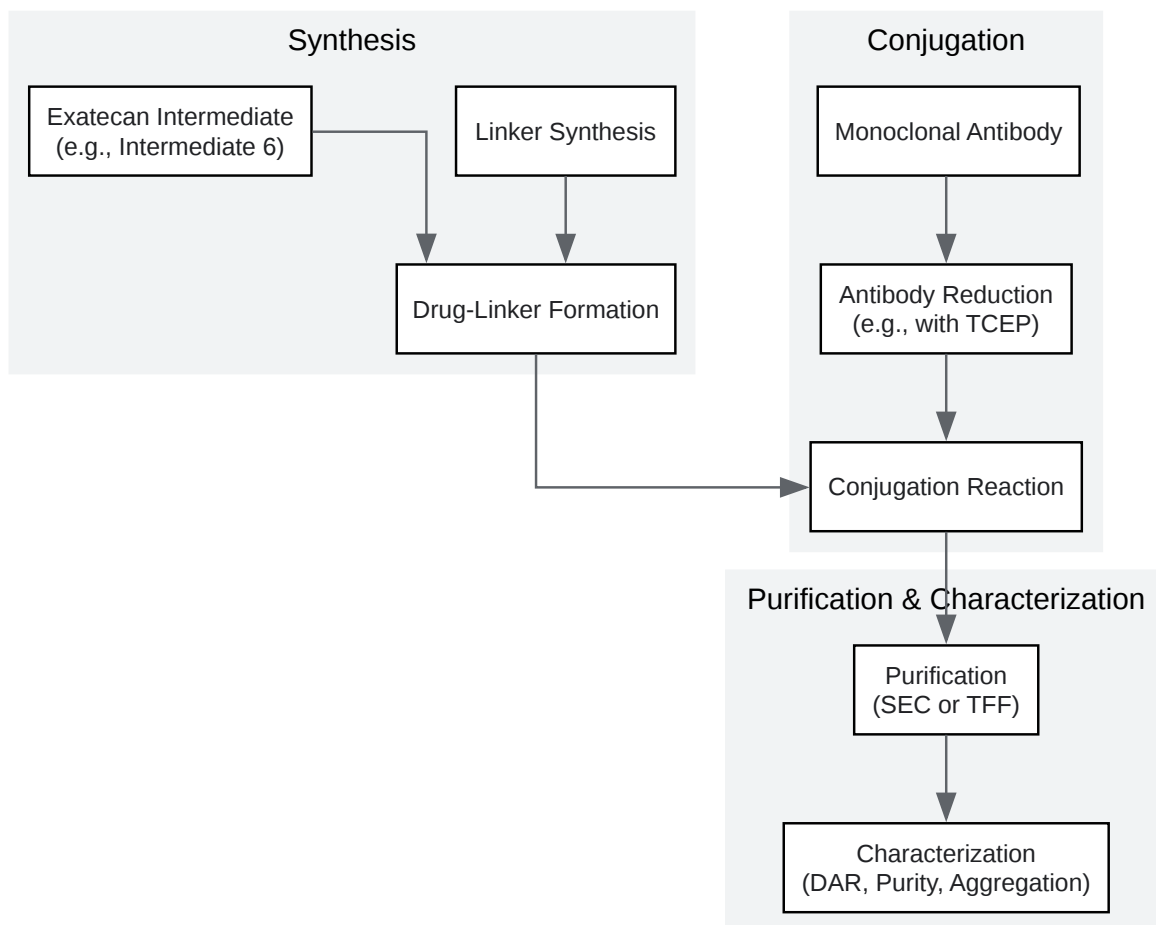 Synthesis
Exatecan Intermediate
(e.g., Intermediate 6)
Linker Synthesis
Drug-Linker Formation
Conjugation
Monoclonal Antibody
Antibody Reduction
(e.g., with TCEP)
Conjugation Reaction
Purification & Characterization
Purification
(SEC or TFF)
Characterization
(DAR, Purity, Aggregation)